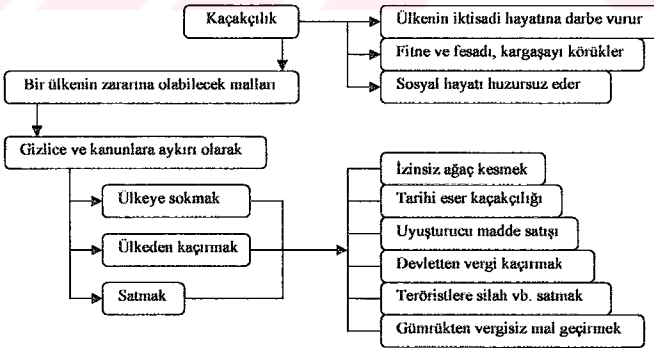 Kaçakçılık
Ülkenin iktisadi hayatına darbe vurur
Fitne ve fesadı, kargaşayı körükler
Sosyal hayatı huzursuz eder
Bir ülkenin zararına olabilecek malları
Gizlice ve kanunlara aykırı olarak
Ülkeye sokmak
Ülkeden kaçırmak
Satmak
İzinsiz ağaç kesmek
Tarihi eser kaçakçılığı
Uyuşturucu madde satışı
Devletten vergi kaçırmak
Teröristlere silah vb. satmak
Gümrükten vergisiz mal geçirmek